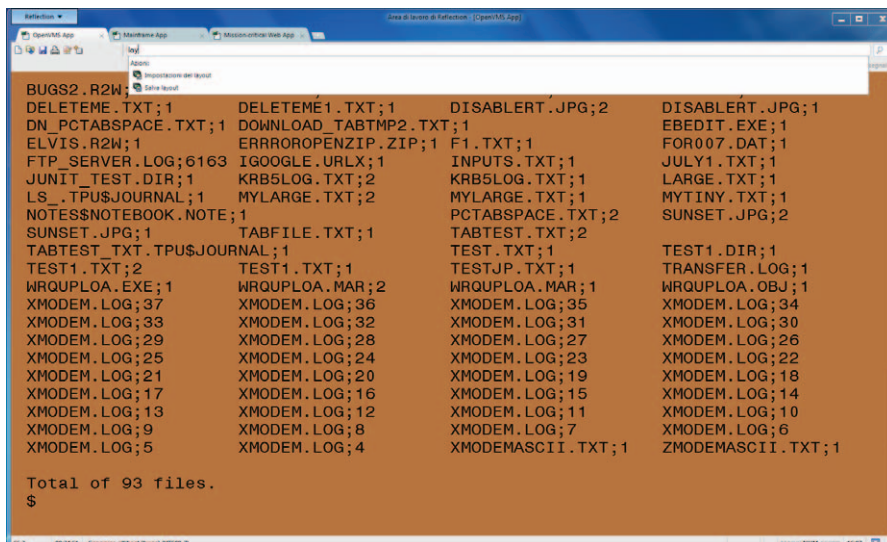 Reflection
Area di lavoro di Reflection - [OpenVMS App]
OpenVMS App Mainframe App Mission-critical Web App
lay
Azioni
Impostazioni del layout
Salva layout
BUGS2.R2W;
DELETEME.TXT;1 DELETEME1.TXT;1 DISABLERT.JPG;2 DISABLERT.JPG;1
DN_PCTABSPACE.TXT;1 DOWNLOAD_TABTMP2.TXT;1 EBEDIT.EXE;1
ELVIS.R2W;1 ERRROROPENZIP.ZIP;1 F1.TXT;1 FOR007.DAT;1
FTP_SERVER.LOG;6163 IGOOGLE.URLX;1 INPUTS.TXT;1 JULY1.TXT;1
JUNIT_TEST.DIR;1 KRB5LOG.TXT;2 KRB5LOG.TXT;1 LARGE.TXT;1
LS_.TPU$JOURNAL;1 MYLARGE.TXT;2 MYLARGE.TXT;1 MYTINY.TXT;1
NOTES$NOTEBOOK.NOTE;1 PCTABSPACE.TXT;2 SUNSET.JPG;2
SUNSET.JPG;1 TABFILE.TXT;1 TABTEST.TXT;2
TABTEST_TXT.TPU$JOURNAL;1 TEST.TXT;1 TEST1.DIR;1
TEST1.TXT;2 TEST1.TXT;1 TESTJP.TXT;1 TRANSFER.LOG;1
WRQUPLOA.EXE;1 WRQUPLOA.MAR;2 WRQUPLOA.MAR;1 WRQUPLOA.OBJ;1
XMODEM.LOG;37 XMODEM.LOG;36 XMODEM.LOG;35 XMODEM.LOG;34
XMODEM.LOG;33 XMODEM.LOG;32 XMODEM.LOG;31 XMODEM.LOG;30
XMODEM.LOG;29 XMODEM.LOG;28 XMODEM.LOG;27 XMODEM.LOG;26
XMODEM.LOG;25 XMODEM.LOG;24 XMODEM.LOG;23 XMODEM.LOG;22
XMODEM.LOG;21 XMODEM.LOG;20 XMODEM.LOG;19 XMODEM.LOG;18
XMODEM.LOG;17 XMODEM.LOG;16 XMODEM.LOG;15 XMODEM.LOG;14
XMODEM.LOG;13 XMODEM.LOG;12 XMODEM.LOG;11 XMODEM.LOG;10
XMODEM.LOG;9 XMODEM.LOG;8 XMODEM.LOG;7 XMODEM.LOG;6
XMODEM.LOG;5 XMODEM.LOG;4 XMODEMASCII.TXT;1 ZMODEMASCII.TXT;1
Total of 93 files.
$